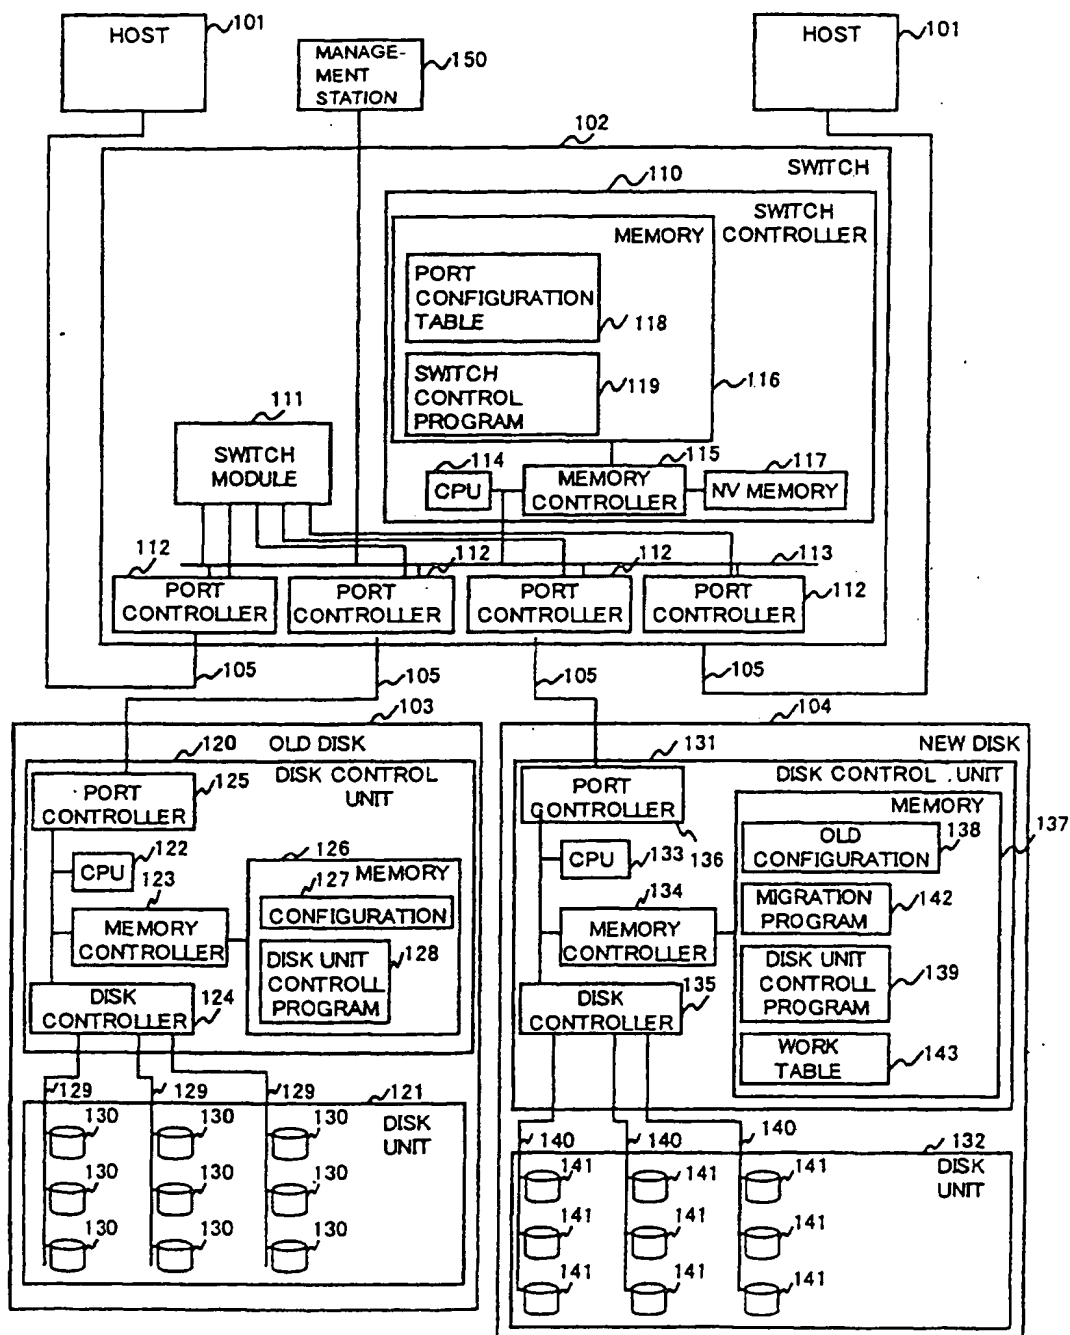 HOST
101
MANAGE-
MENT
STATION
150
HOST
101
102
SWITCH
110
SWITCH
CONTROLLER
MEMORY
PORT
CONFIGURATION
TABLE
118
SWITCH
CONTROL
PROGRAM
119
116
111
SWITCH
MODULE
114
CPU
115
MEMORY
CONTROLLER
117
NV MEMORY
113
112
PORT
CONTROLLER
112
PORT
CONTROLLER
112
PORT
CONTROLLER
PORT
CONTROLLER
112
105
105
105
105
103
OLD DISK
120
DISK CONTROL
UNIT
PORT
CONTROLLER
125
CPU
122
123
MEMORY
CONTROLLER
126
MEMORY
127
CONFIGURATION
DISK UNIT
CONTROLL
PROGRAM
128
DISK
CONTROLLER
124
129
129
129
121
DISK
UNIT
130
130
130
130
130
130
130
130
130
104
NEW DISK
131
DISK CONTROL . UNIT
PORT
CONTROLLER
136
CPU
133
134
MEMORY
CONTROLLER
MEMORY
137
OLD
CONFIGURATION
138
MIGRATION
PROGRAM
142
DISK UNIT
CONTROLL
PROGRAM
139
WORK
TABLE
143
DISK
CONTROLLER
135
140
140
140
132
DISK
UNIT
141
141
141
141
141
141
141
141
141